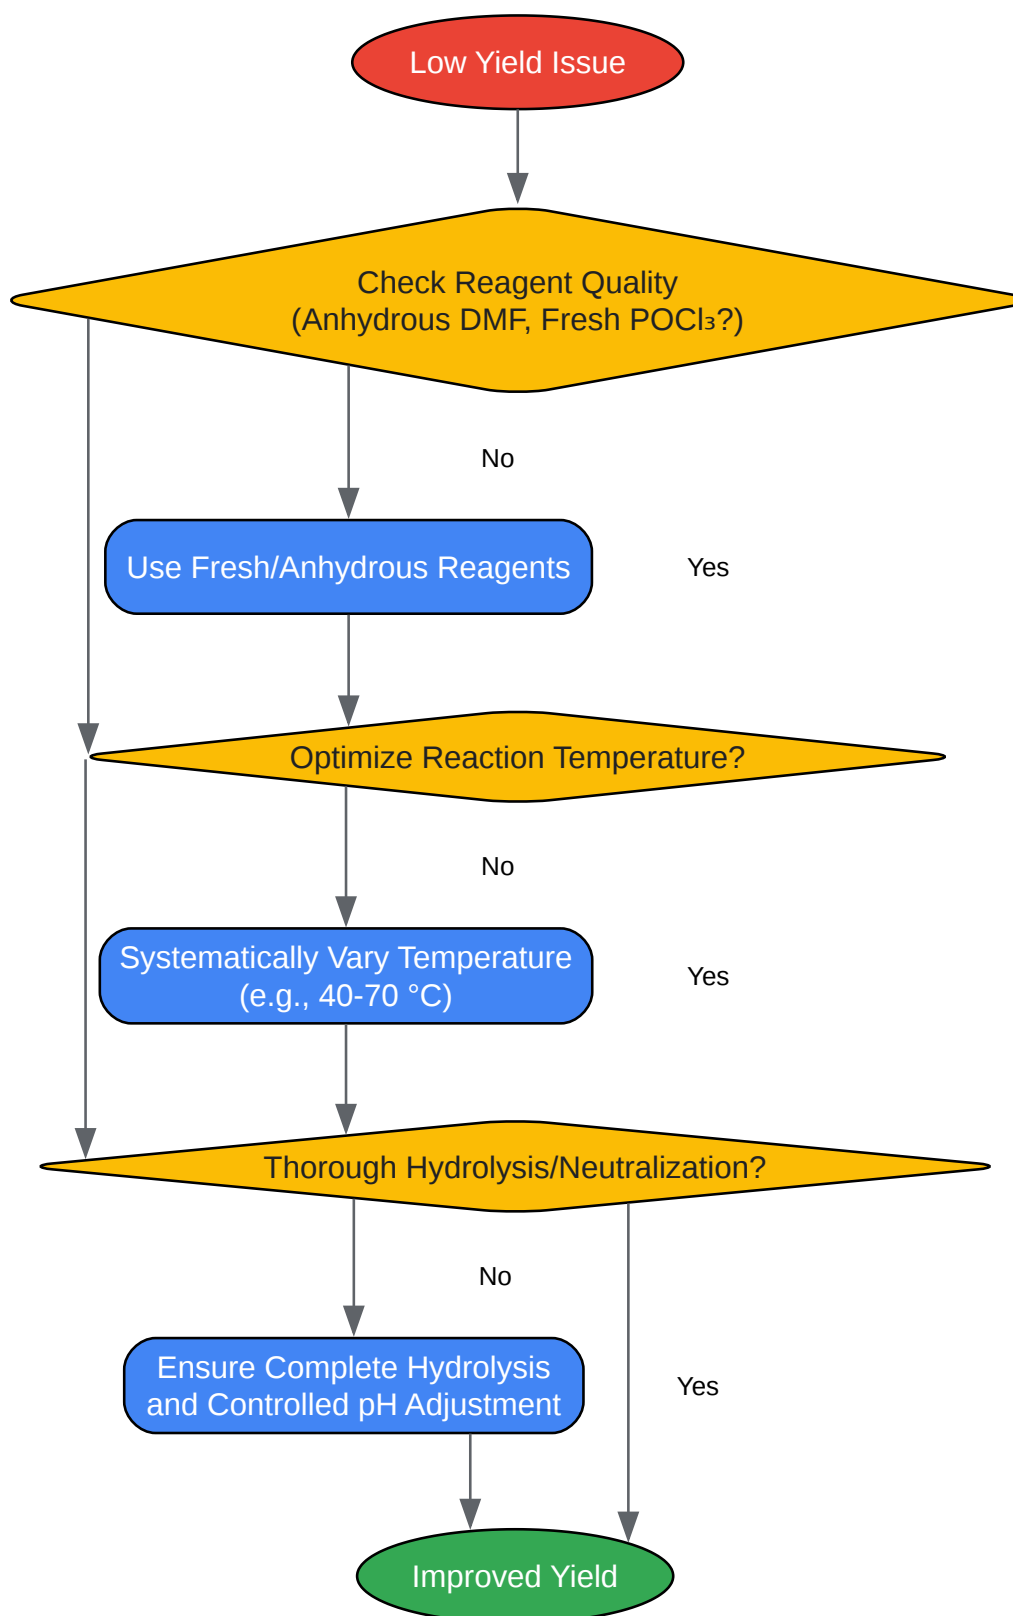 Low Yield Issue
Check Reagent Quality
(Anhydrous DMF, Fresh POCl₃?)
No
Use Fresh/Anhydrous Reagents
Yes
Optimize Reaction Temperature?
No
Systematically Vary Temperature
(e.g., 40-70 °C)
Yes
Thorough Hydrolysis/Neutralization?
No
Ensure Complete Hydrolysis
and Controlled pH Adjustment
Yes
Improved Yield